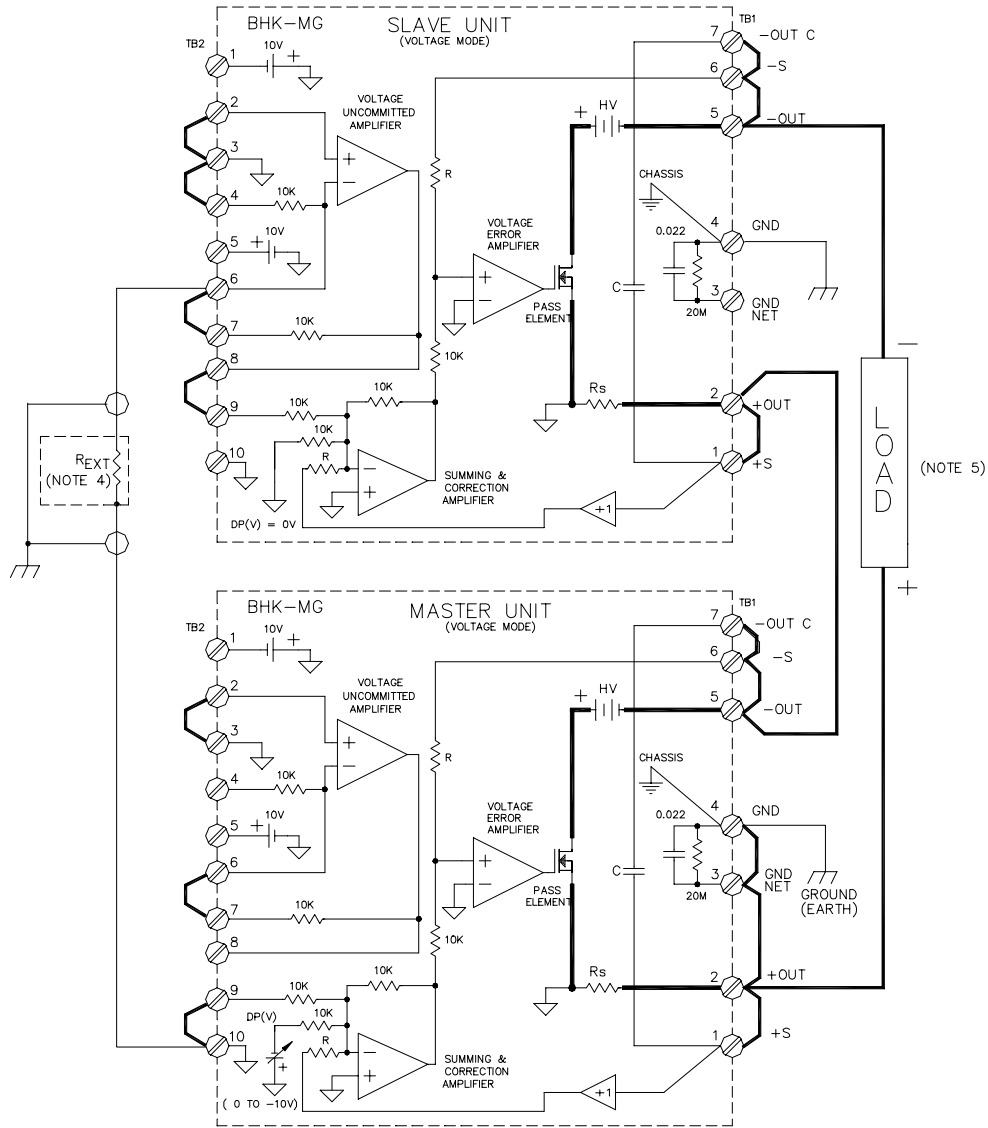 BHK-MG
SLAVE UNIT
(VOLTAGE MODE)
TB2
TB1
1
10V
+
7
-OUT C
6
-S
2
VOLTAGE
UNCOMMITTED
AMPLIFIER
+
HV
5
-OUT
3
+
−
R
CHASSIS
4
10K
VOLTAGE
ERROR
AMPLIFIER
4
GND
0.022
5
+
10V
6
+
−
C
3
GND
NET
20M
PASS
ELEMENT
7
10K
10K
−
8
10K
Rs
2
+OUT
9
10K
10K
LOAD
(NOTE 5)
REXT
(NOTE 4)
10
R
−
+
SUMMING &
CORRECTION
AMPLIFIER
1
+S
DP(V) = 0V
+1
+
BHK-MG
MASTER UNIT
(VOLTAGE MODE)
TB2
TB1
1
10V
+
7
-OUT C
6
-S
2
VOLTAGE
UNCOMMITTED
AMPLIFIER
+
HV
5
-OUT
3
+
−
R
CHASSIS
4
10K
VOLTAGE
ERROR
AMPLIFIER
4
GND
0.022
5
+
10V
6
+
−
C
3
GND
NET
20M
GROUND
(EARTH)
PASS
ELEMENT
7
10K
10K
8
10K
Rs
2
+OUT
9
10K
DP(V)
10K
10
R
−
+
+
SUMMING &
CORRECTION
AMPLIFIER
1
+S
( 0 TO -10V)
+1